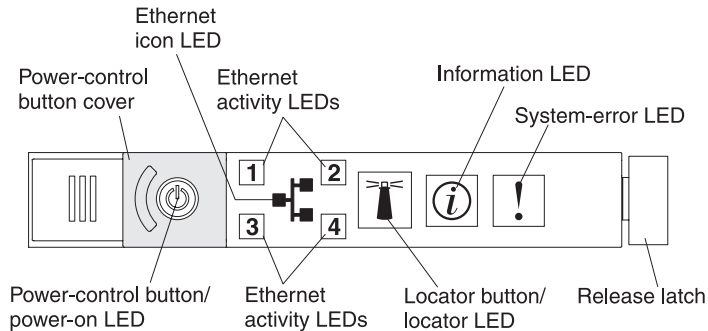 Ethernet
icon LED
Power-control
button cover
Ethernet
activity LEDs
Information LED
System-error LED
1
2
i
!
3
4
Power-control button/
power-on LED
Ethernet
activity LEDs
Locator button/
locator LED
Release latch